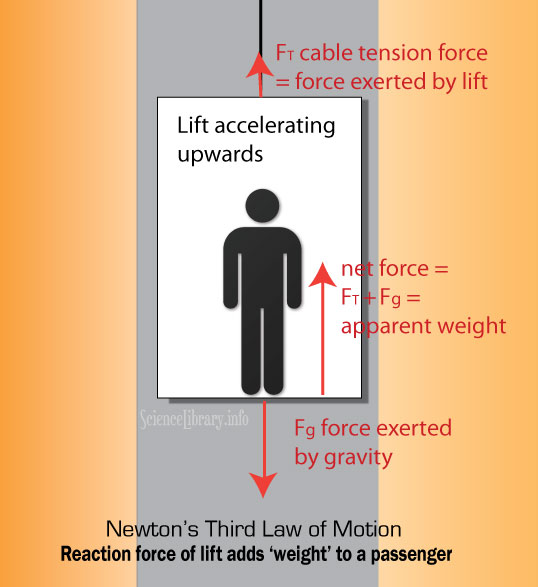 FT cable tension force
= force exerted by lift
Lift accelerating
upwards
net force =
FT + Fg =
apparent weight
ScienceLibrary.info
Fg force exerted
by gravity
Newton's Third Law of Motion
Reaction force of lift adds 'weight' to a passenger